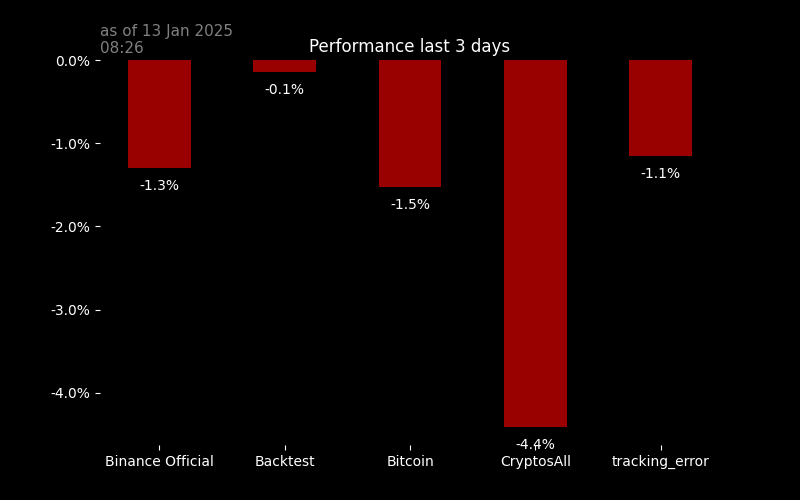 as of 13 Jan 2025
08:26
Performance last 3 days
0.0%
-1.0%
-2.0%
-3.0%
-4.0%
-1.3%
-0.1%
-1.5%
-4.4%
-1.1%
Binance Official
Backtest
Bitcoin
CryptosAll
tracking_error